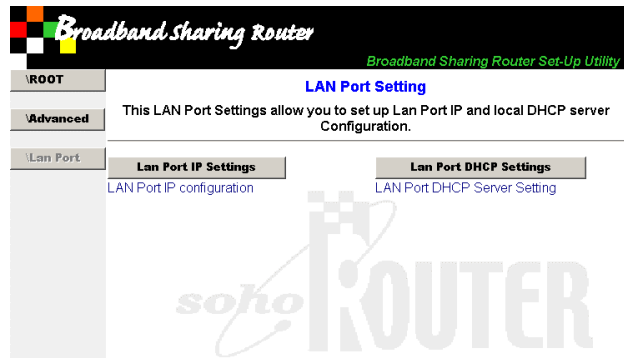 Broadband Sharing Router
Broadband Sharing Router Set-Up Utility
\ROOT
\Advanced
\Lan Port
LAN Port Setting
This LAN Port Settings allow you to set up Lan Port IP and local DHCP server
Configuration.
Lan Port IP Settings
Lan Port DHCP Settings
LAN Port IP configuration
LAN Port DHCP Server Setting
soho ROUTER